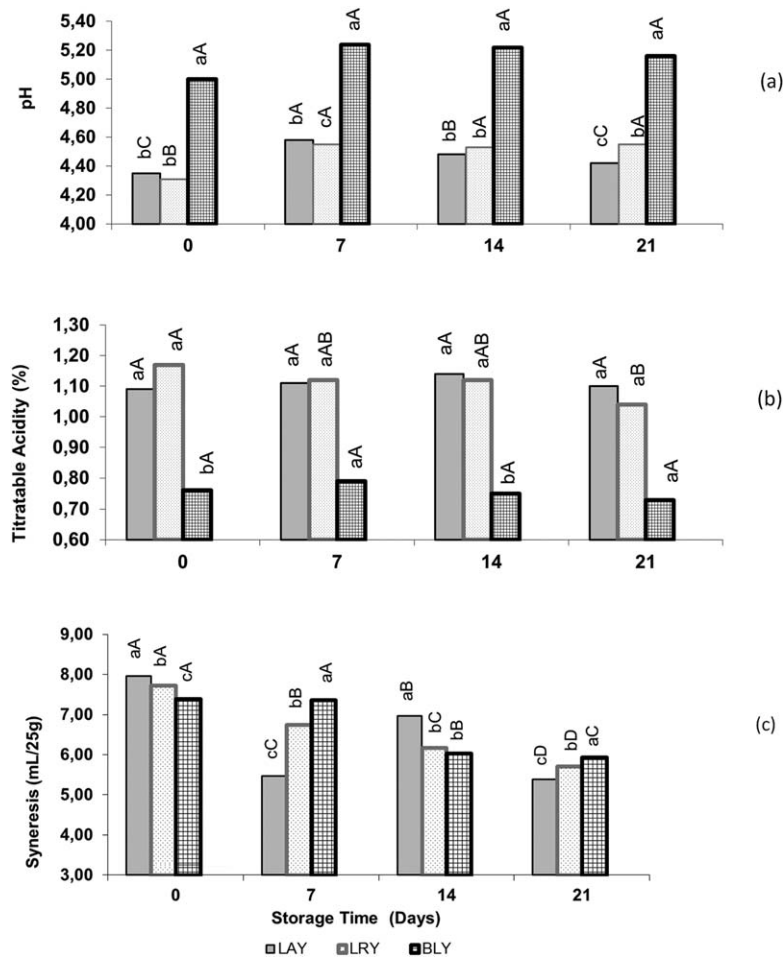 5,40
5,20
5,00
4,80
4,60
4,40
4,20
4,00
pH
bC bB aA
bA cA aA
bB bA aA
cC bA aA
0 7 14 21
(a)
1,30
1,20
1,10
1,00
0,90
0,80
0,70
0,60
Titratable Acidity (%)
aA aA bA
aA aAB aA
aA aAB bA
aA aB aA
0 7 14 21
(b)
9,00
8,00
7,00
6,00
5,00
4,00
3,00
Syneresis (mL/25g)
aA bA cA
cC bB aA
aB bC bB
cD bD aC
0 7 14 21
(c)
Storage Time (Days)
LAY LRY BLY